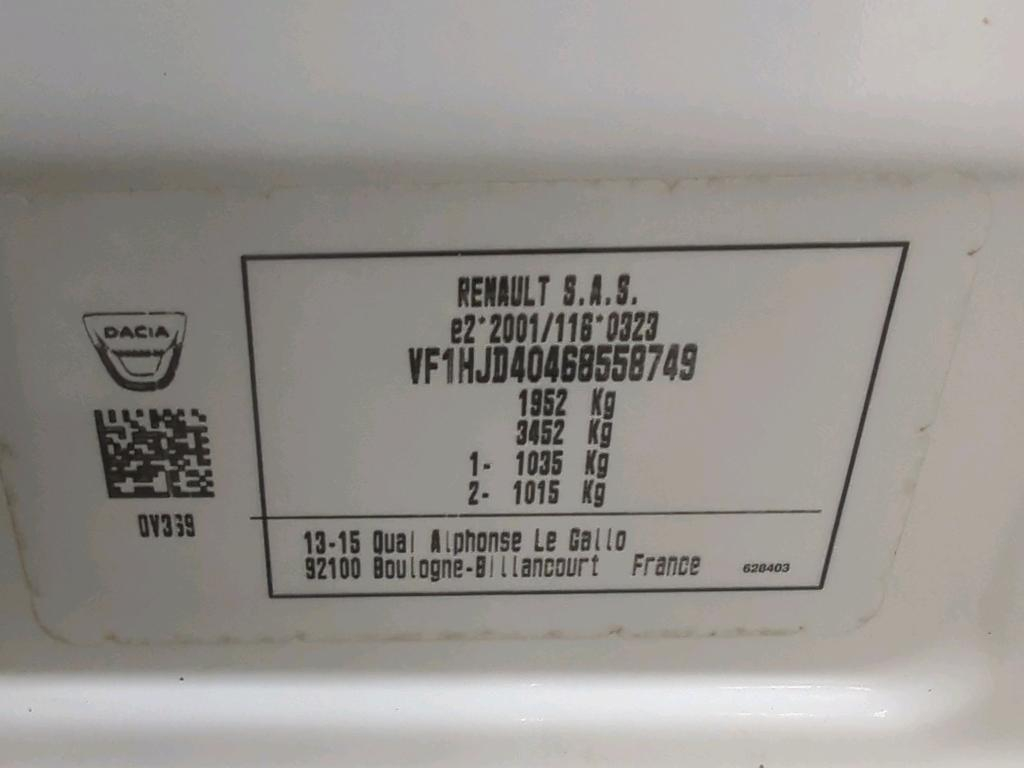 RENAULT S.A.S.
e2*2001/116*0323
VF1HJD40468558749
1952 Kg
3452 Kg
1- 1035 Kg
2- 1015 Kg
DACIA
0V369
13-15 Quai Alphonse Le Gallo
92100 Boulogne-Billancourt France
628403